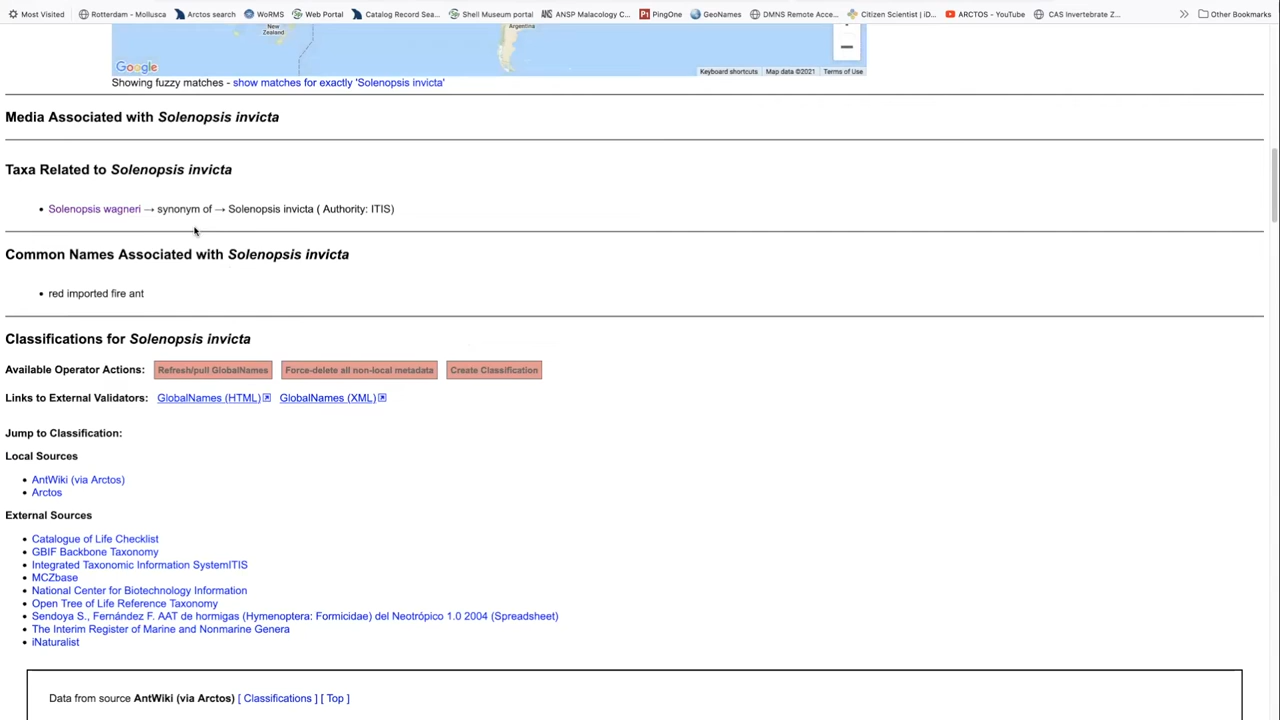 Most Visited Rotterdam - Mollusca Arctos search WoRMS Web Portal Catalog Record Sea... Shell Museum portal ANSP Malacology C... PingOne GeoNames DMNS Remote Acce... Citizen Scientist | iD... ARCTOS - YouTube CAS Invertebrate Z... Other Bookmarks
New Zealand
Argentina
Google
Keyboard shortcuts Map data ©2021 Terms of Use
Showing fuzzy matches - show matches for exactly 'Solenopsis invicta'
Media Associated with Solenopsis invicta
Taxa Related to Solenopsis invicta
• Solenopsis wagneri → synonym of → Solenopsis invicta ( Authority: ITIS)
Common Names Associated with Solenopsis invicta
• red imported fire ant
Classifications for Solenopsis invicta
Available Operator Actions: Refresh/pull GlobalNames Force-delete all non-local metadata Create Classification
Links to External Validators: GlobalNames (HTML) GlobalNames (XML)
Jump to Classification:
Local Sources
• AntWiki (via Arctos)
• Arctos
External Sources
• Catalogue of Life Checklist
• GBIF Backbone Taxonomy
• Integrated Taxonomic Information SystemITIS
• MCZbase
• National Center for Biotechnology Information
• Open Tree of Life Reference Taxonomy
• Sendoya S., Fernández F. AAT de hormigas (Hymenoptera: Formicidae) del Neotrópico 1.0 2004 (Spreadsheet)
• The Interim Register of Marine and Nonmarine Genera
• iNaturalist
Data from source AntWiki (via Arctos) [ Classifications ] [ Top ]